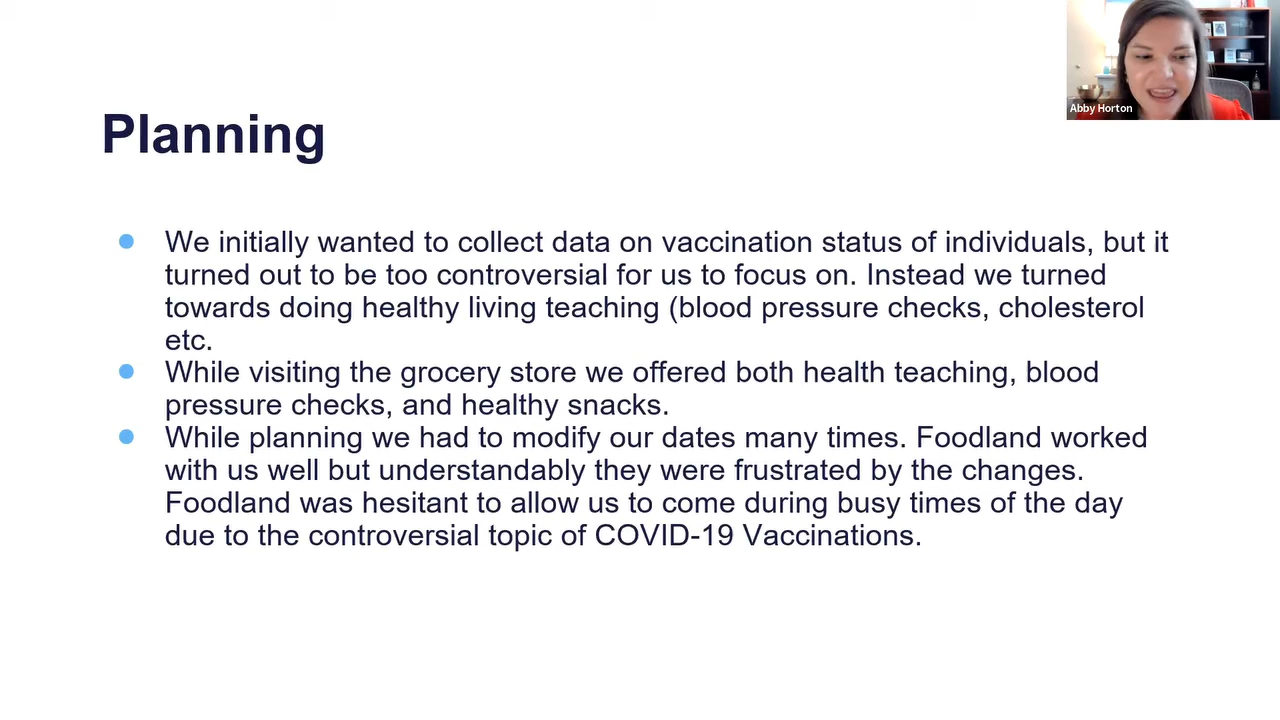 Abby Horton
Planning
We initially wanted to collect data on vaccination status of individuals, but it
turned out to be too controversial for us to focus on. Instead we turned
towards doing healthy living teaching (blood pressure checks, cholesterol
etc.
While visiting the grocery store we offered both health teaching, blood
pressure checks, and healthy snacks.
While planning we had to modify our dates many times. Foodland worked
with us well but understandably they were frustrated by the changes.
Foodland was hesitant to allow us to come during busy times of the day
due to the controversial topic of COVID-19 Vaccinations.